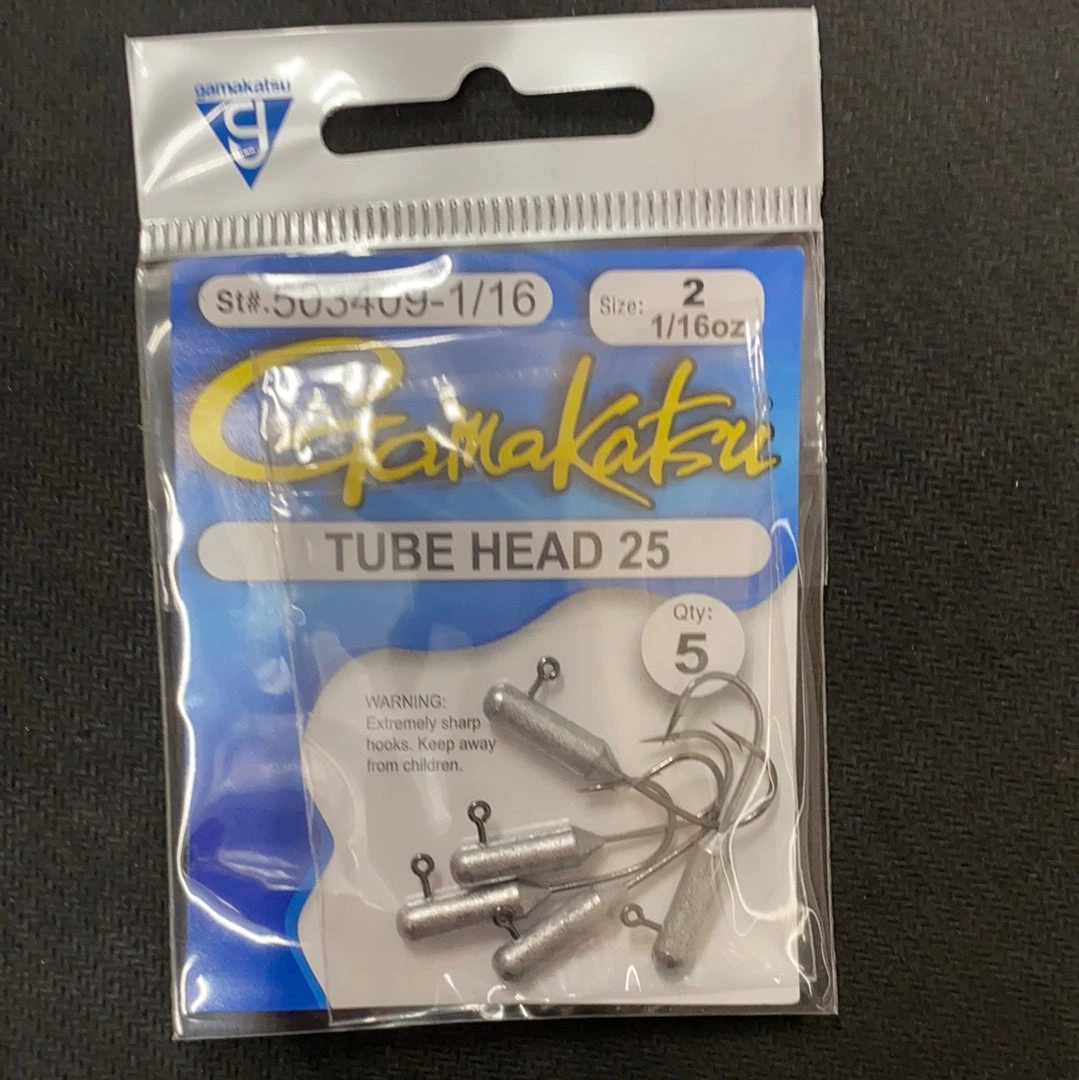 gamakatsu
St#.503409-1/16
Size: 2
1/16oz
Gamakatsu
TUBE HEAD 25
Qty:
5
WARNING:
Extremely sharp
hooks. Keep away
from children.